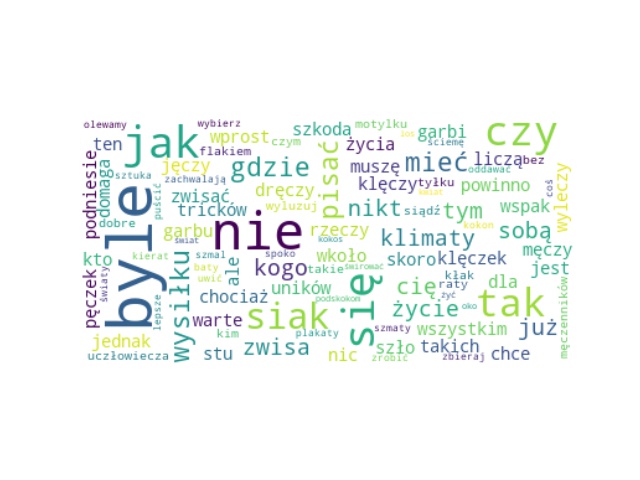 olewamy wybierz
ten jak wprost szkoda motylku garbi czy
flakiem czym życia
podniesie domaga sztuka jęczy gdzie pisać muszę mieć liczą bez
zachwalają dręczy klęczy tyłku oddawać powinno coś wyleczy
byle puścić zwisać tricków wyluzuj nikt siądź tym wspak
dobre garbu nie rzeczy klimaty kokon sobą
kto świat kokos męczy
światy kierat szmal spoko wkoło skoro klęczek
pęczek baty ale kogo takie świrować kłak jest
uwić uników cię raty dla
lepsze wysiłku chociaż podskokom się życie żyć oko tak
warte siak męczenników
jednak kim plakaty szmaty wszystkim już
uczłowiecza stu zwisa nic zrobić szło takich zbieraj chce